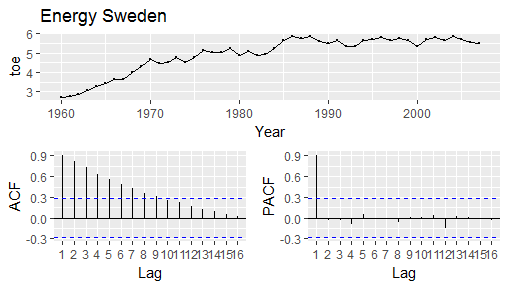 Energy Sweden
6
5
4
3
toe
1960 1970 1980 1990 2000
Year
0.9
0.6
0.3
0.0
-0.3
ACF
1 2 3 4 5 6 7 8 9 10 11 12 13 14 15 16
Lag
0.9
0.6
0.3
0.0
-0.3
PACF
1 2 3 4 5 6 7 8 9 10 11 12 13 14 15 16
Lag